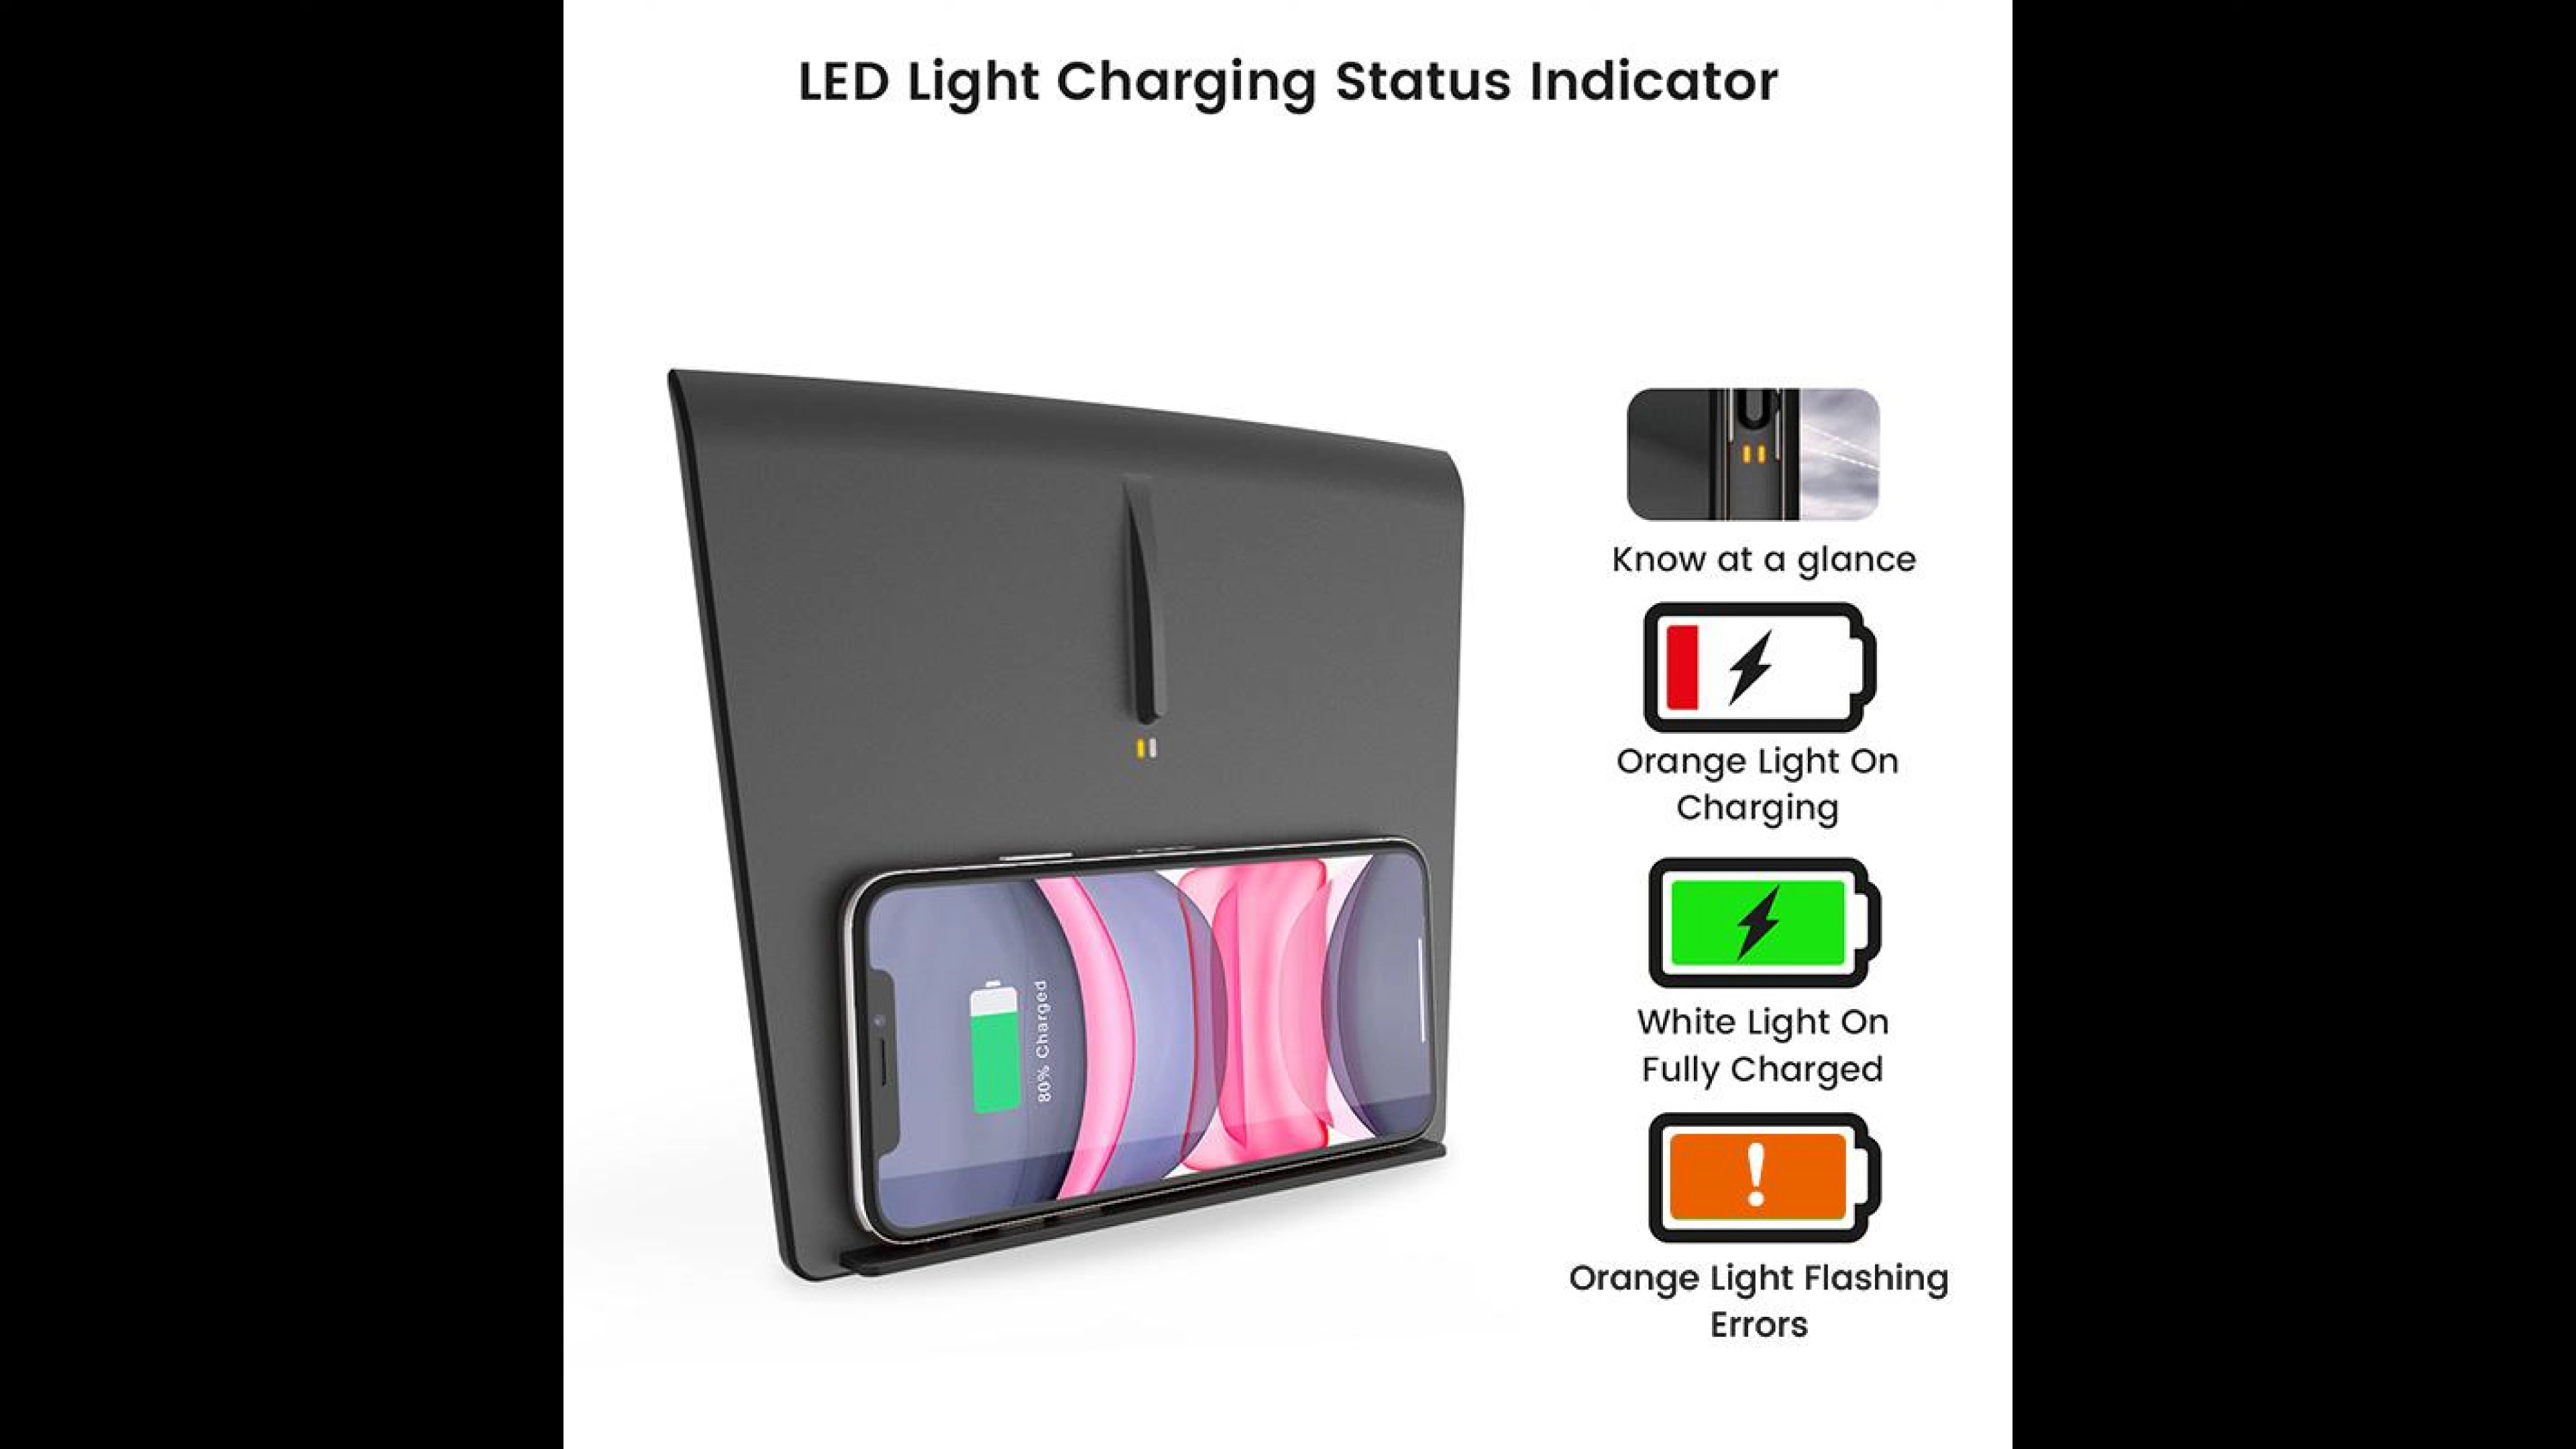 LED Light Charging Status Indicator
Know at a glance
Orange Light On
Charging
White Light On
Fully Charged
Orange Light Flashing
Errors
80% Charged